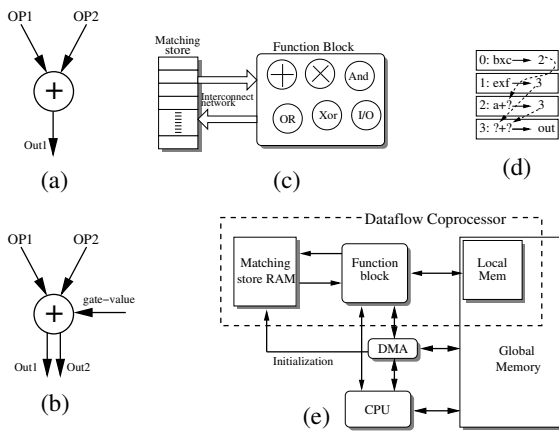 OP1 OP2
+
Out1
(a)
Matching
store
Function Block
+ × And
Interconnect
network
OR Xor I/O
(c)
0: bxc 2
1: exf 3
2: a+? 3
3: ?+? out
(d)
OP1 OP2
+
gate-value
Out1 Out2
(b)
Dataflow Coprocessor
Matching
store RAM
Function
block
Local
Mem
DMA
Initialization
Global
Memory
CPU
(e)